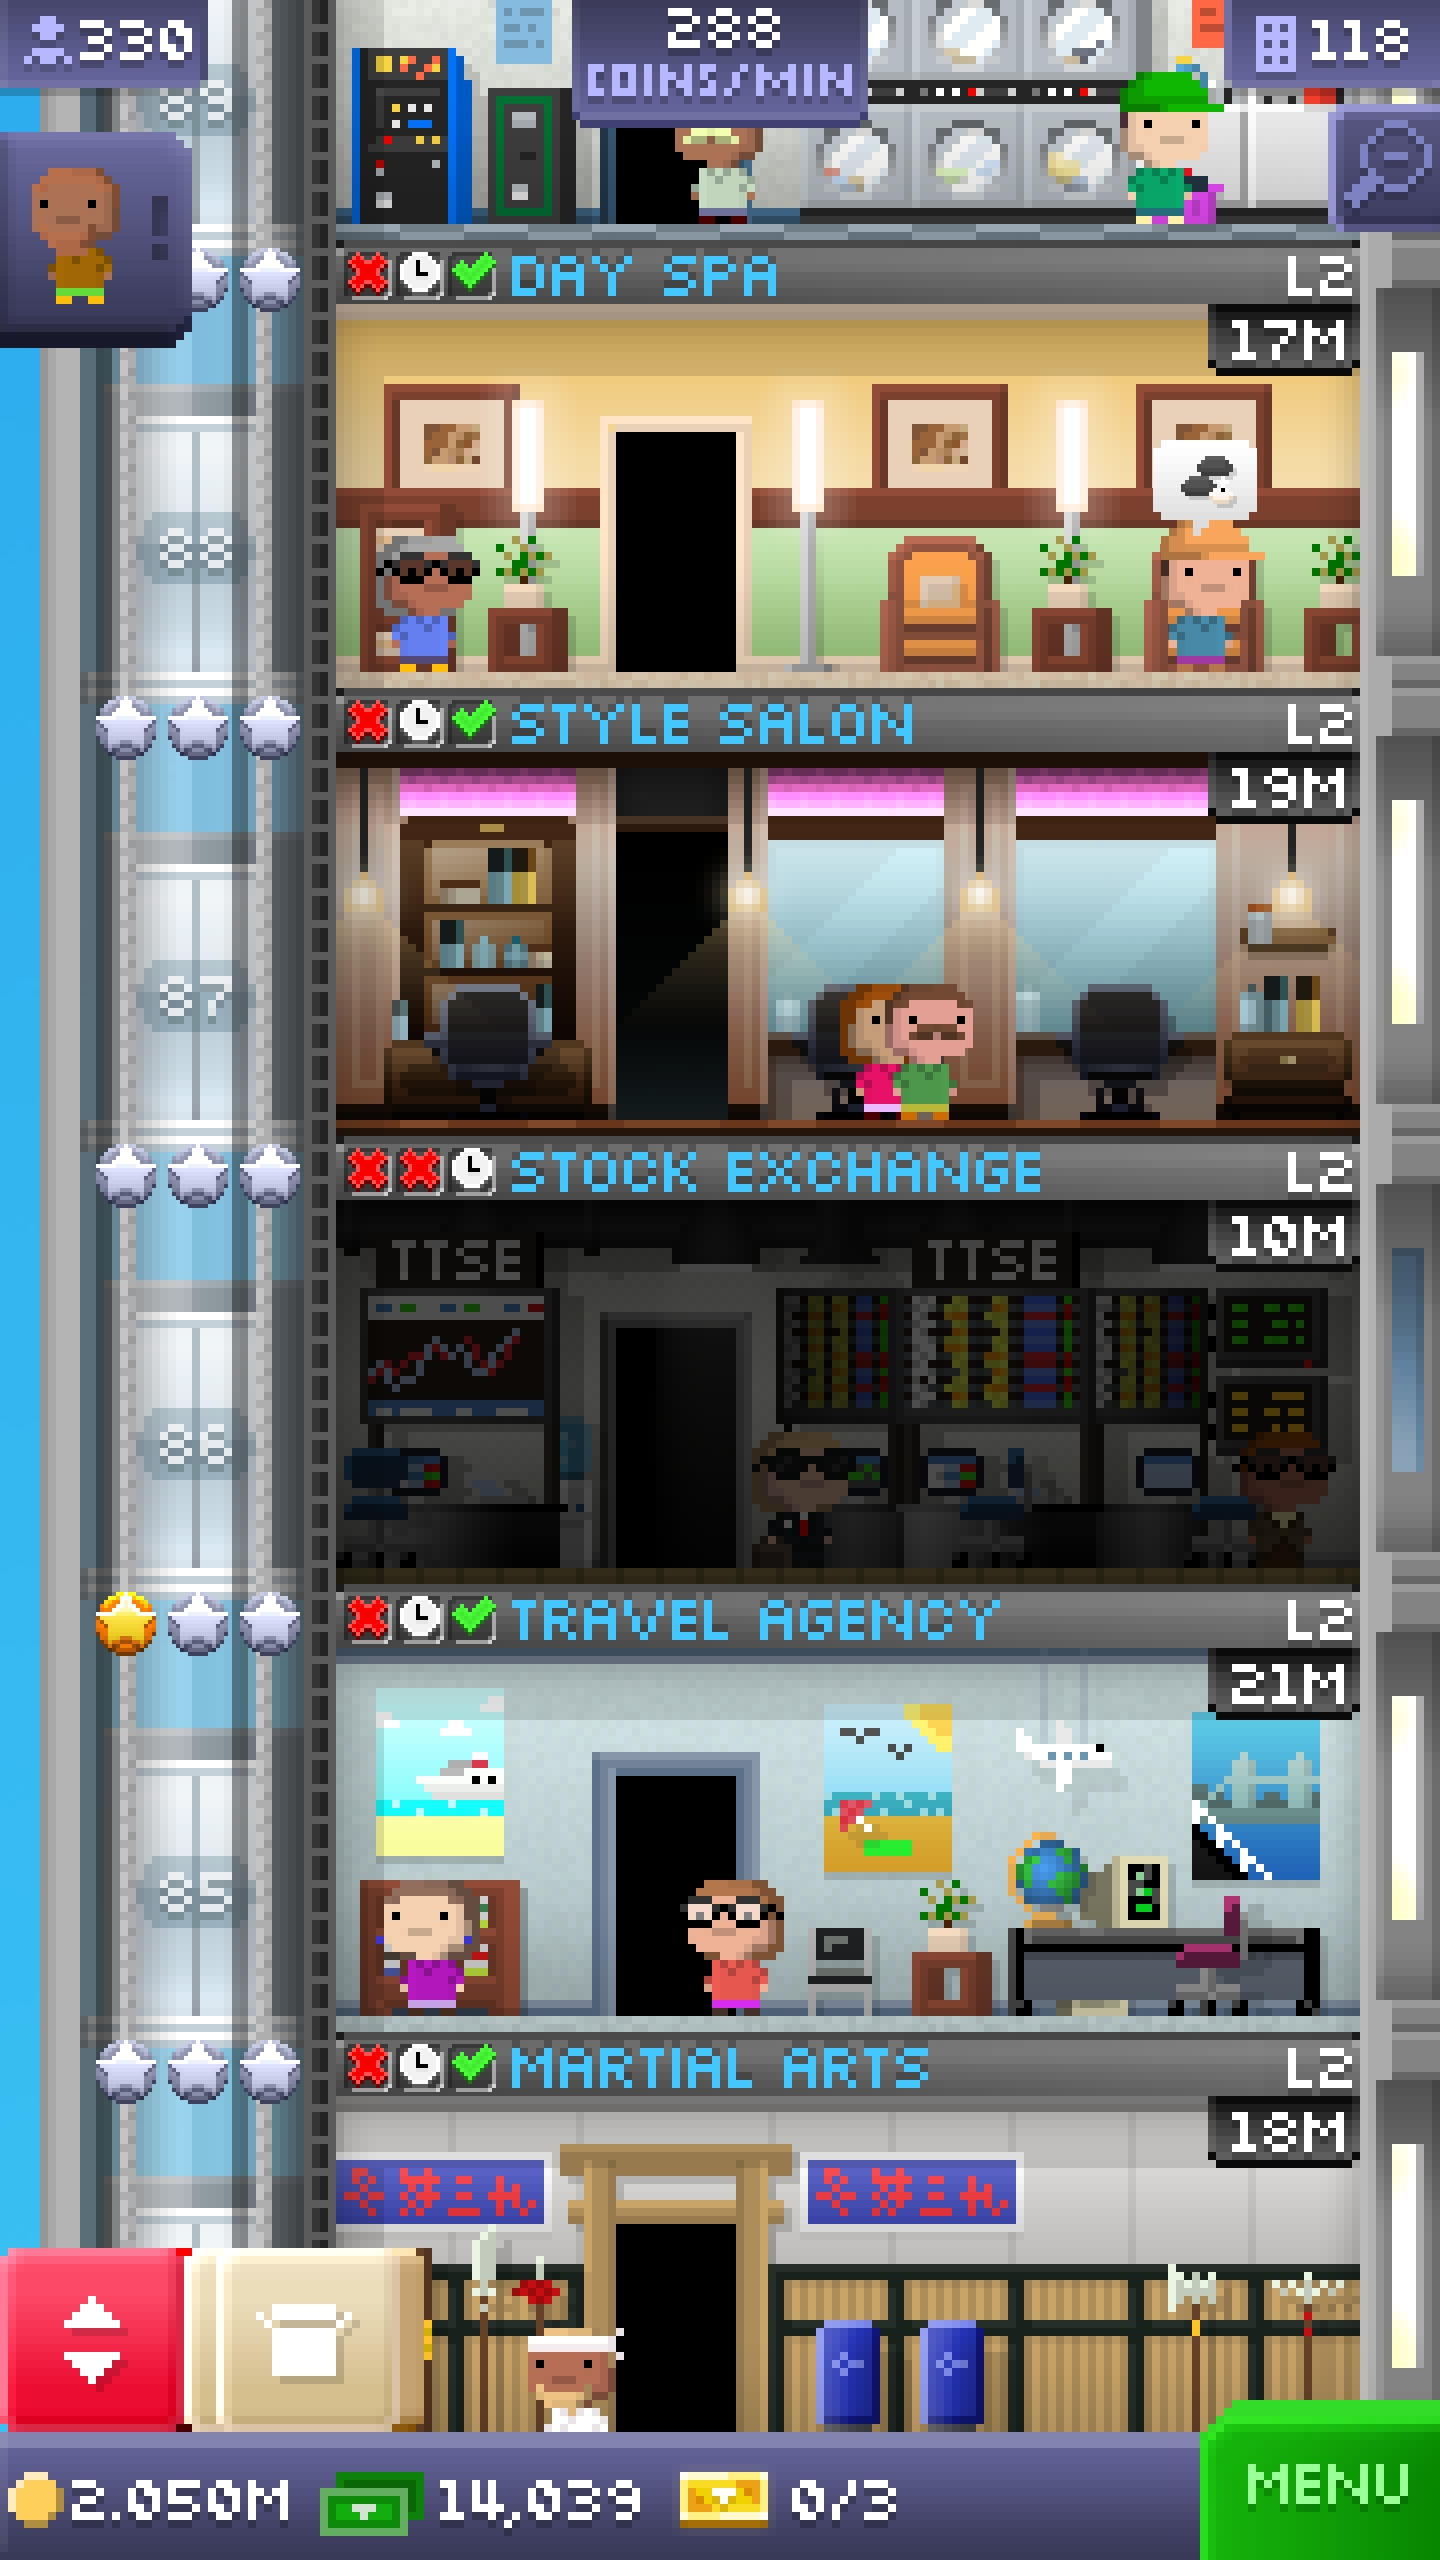 330
288
COINS/MIN
118
89
DAY SPA
L2
17M
88
STYLE SALON
L2
19M
87
STOCK EXCHANGE
L2
10M
TTSE
TTSE
86
TRAVEL AGENCY
L2
21M
85
MARTIAL ARTS
L2
18M
2.050M
14,039
0/3
MENU